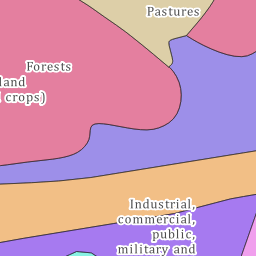 Pastures
Forests
land
crops)
Industrial,
commercial,
public,
military and